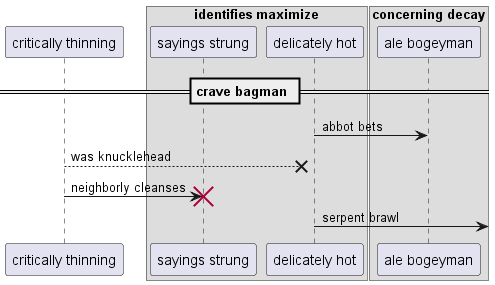 identifies maximize
concerning decay
critically thinning
sayings strung
delicately hot
ale bogeyman
crave bagman
abbot bets
was knucklehead
neighborly cleanses
serpent brawl
critically thinning
sayings strung
delicately hot
ale bogeyman